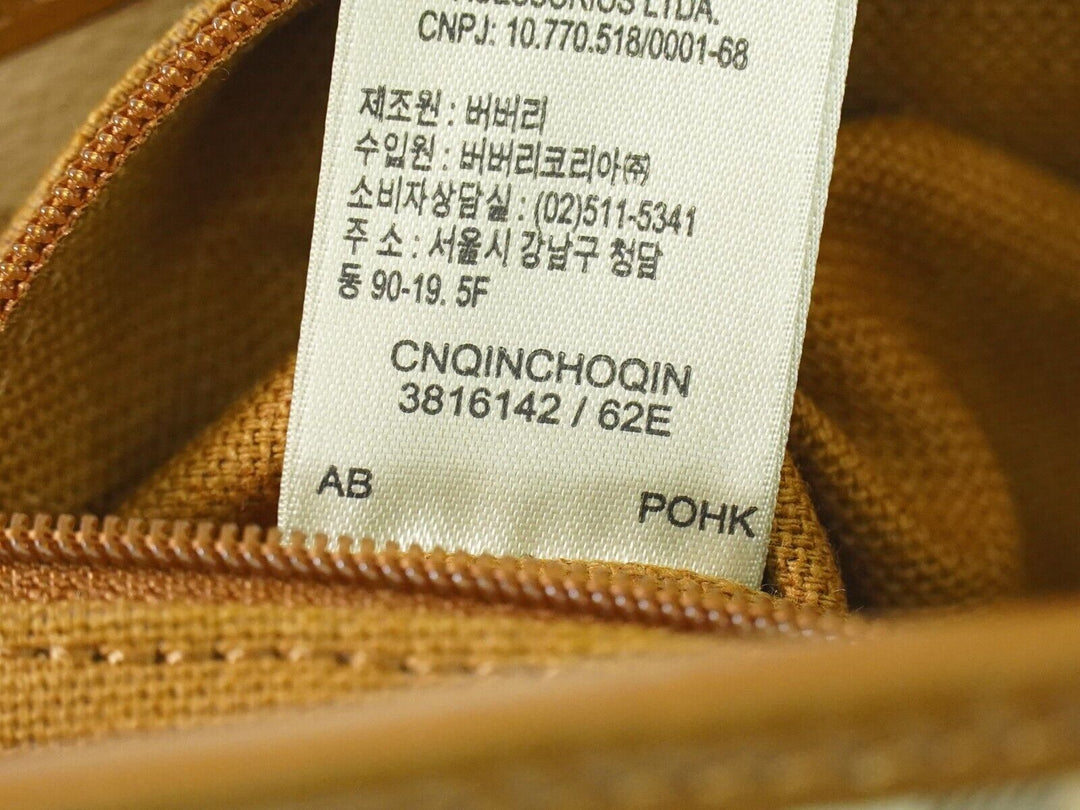 ACESSÓRIOS LTDA.
CNPJ: 10.770.518/0001-68
제조원 : 버버리
수입원 : 버버리코리아㈜
소비자상담실 : (02)511-5341
주 소 : 서울시 강남구 청담
동 90-19. 5F
CNQINCHOQIN
3816142 / 62E
AB
POHK